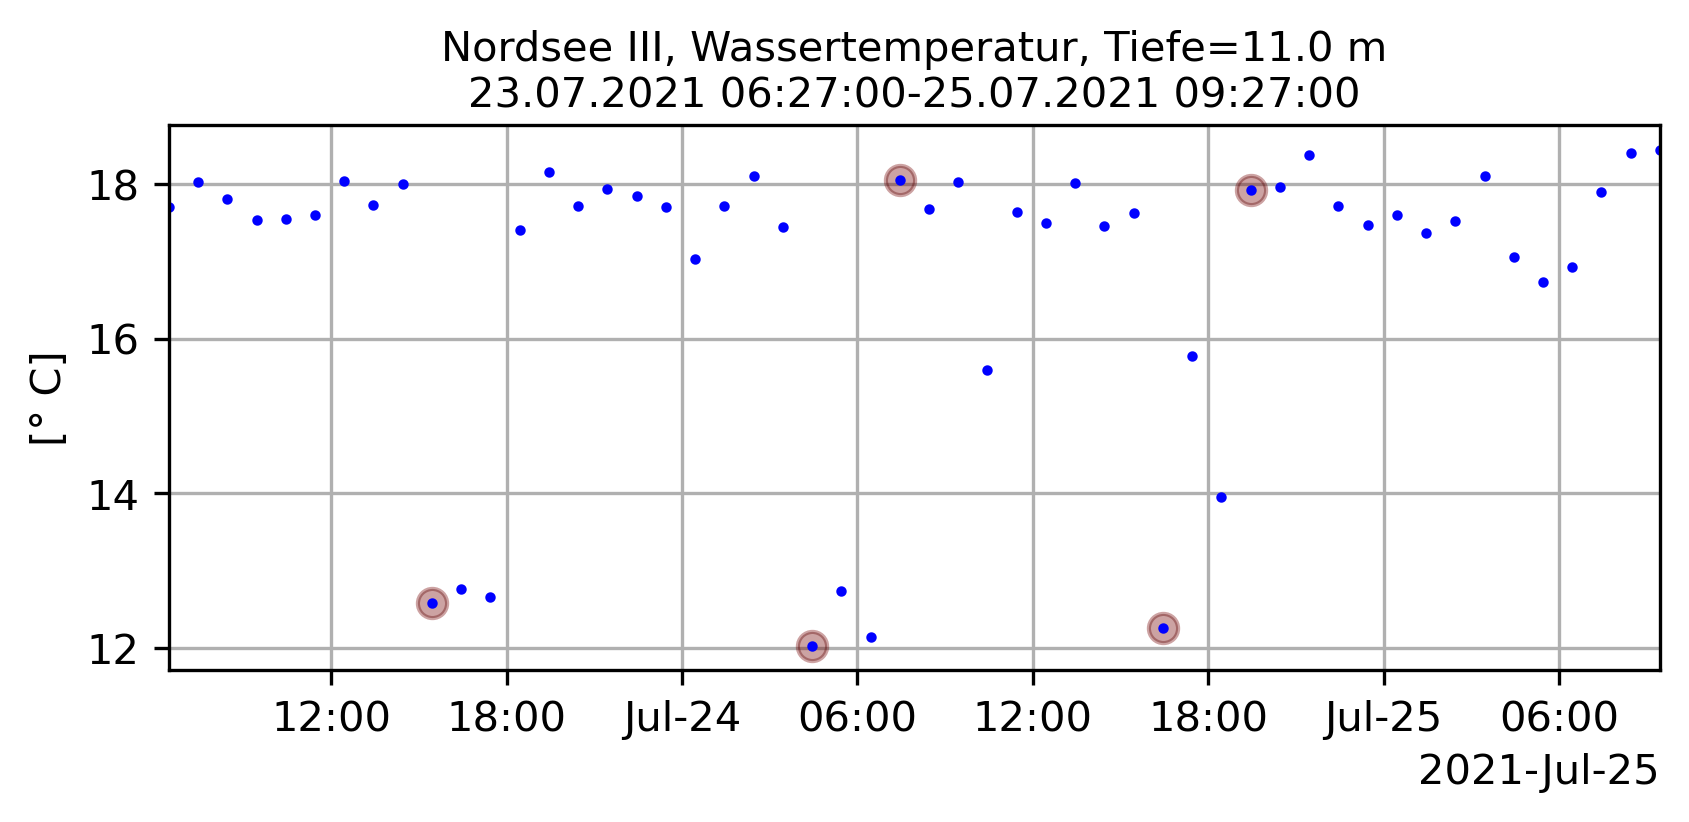 Nordsee III, Wassertemperatur, Tiefe=11.0 m
23.07.2021 06:27:00-25.07.2021 09:27:00
[° C]
18
16
14
12
12:00 18:00 Jul-24 06:00 12:00 18:00 Jul-25 06:00
2021-Jul-25